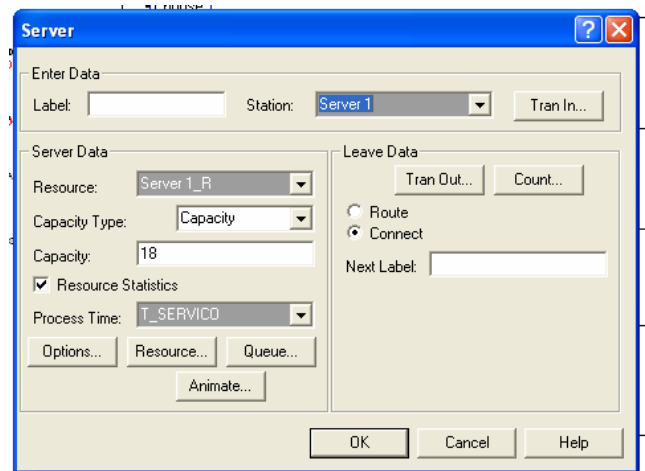 Choose
Server
Enter Data
Label:
Station: Server 1
Tran In...
Server Data
Resource: Server 1_R
Capacity Type: Capacity
Capacity: 18
Resource Statistics
Process Time: T_SERVICO
Options... Resource... Queue...
Animate...
Leave Data
Tran Out... Count...
Route
Connect
Next Label:
OK Cancel Help